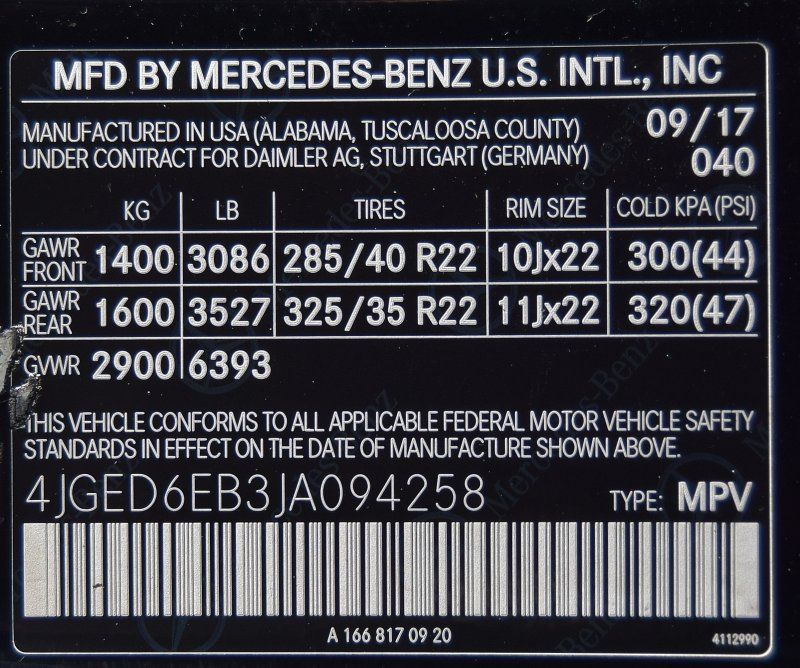 MFD BY MERCEDES-BENZ U.S. INTL., INC
MANUFACTURED IN USA (ALABAMA, TUSCALOOSA COUNTY) 09/17
UNDER CONTRACT FOR DAIMLER AG, STUTTGART (GERMANY) 040
KG LB TIRES RIM SIZE COLD KPA (PSI)
GAWR FRONT 1400 3086 285/40 R22 10Jx22 300(44)
GAWR REAR 1600 3527 325/35 R22 11Jx22 320(47)
GVWR 2900 6393
THIS VEHICLE CONFORMS TO ALL APPLICABLE FEDERAL MOTOR VEHICLE SAFETY
STANDARDS IN EFFECT ON THE DATE OF MANUFACTURE SHOWN ABOVE.
4JGED6EB3JA094258 TYPE: MPV
A 166 817 09 20 4112990